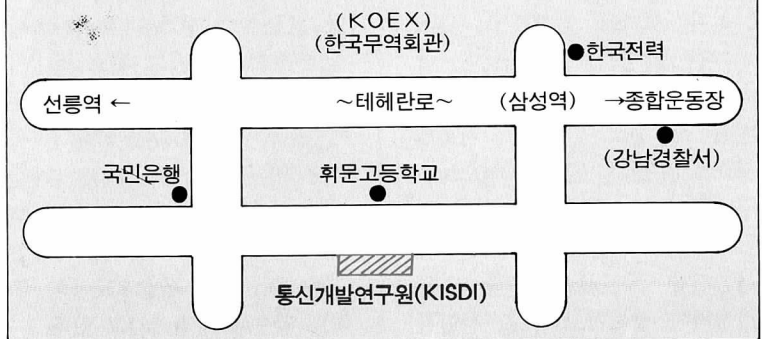 (KOEX)
(한국무역회관)
●한국전력
선릉역 ←
~테헤란로~
(삼성역)
→종합운동장
(강남경찰서)
국민은행
휘문고등학교
통신개발연구원(KISDI)